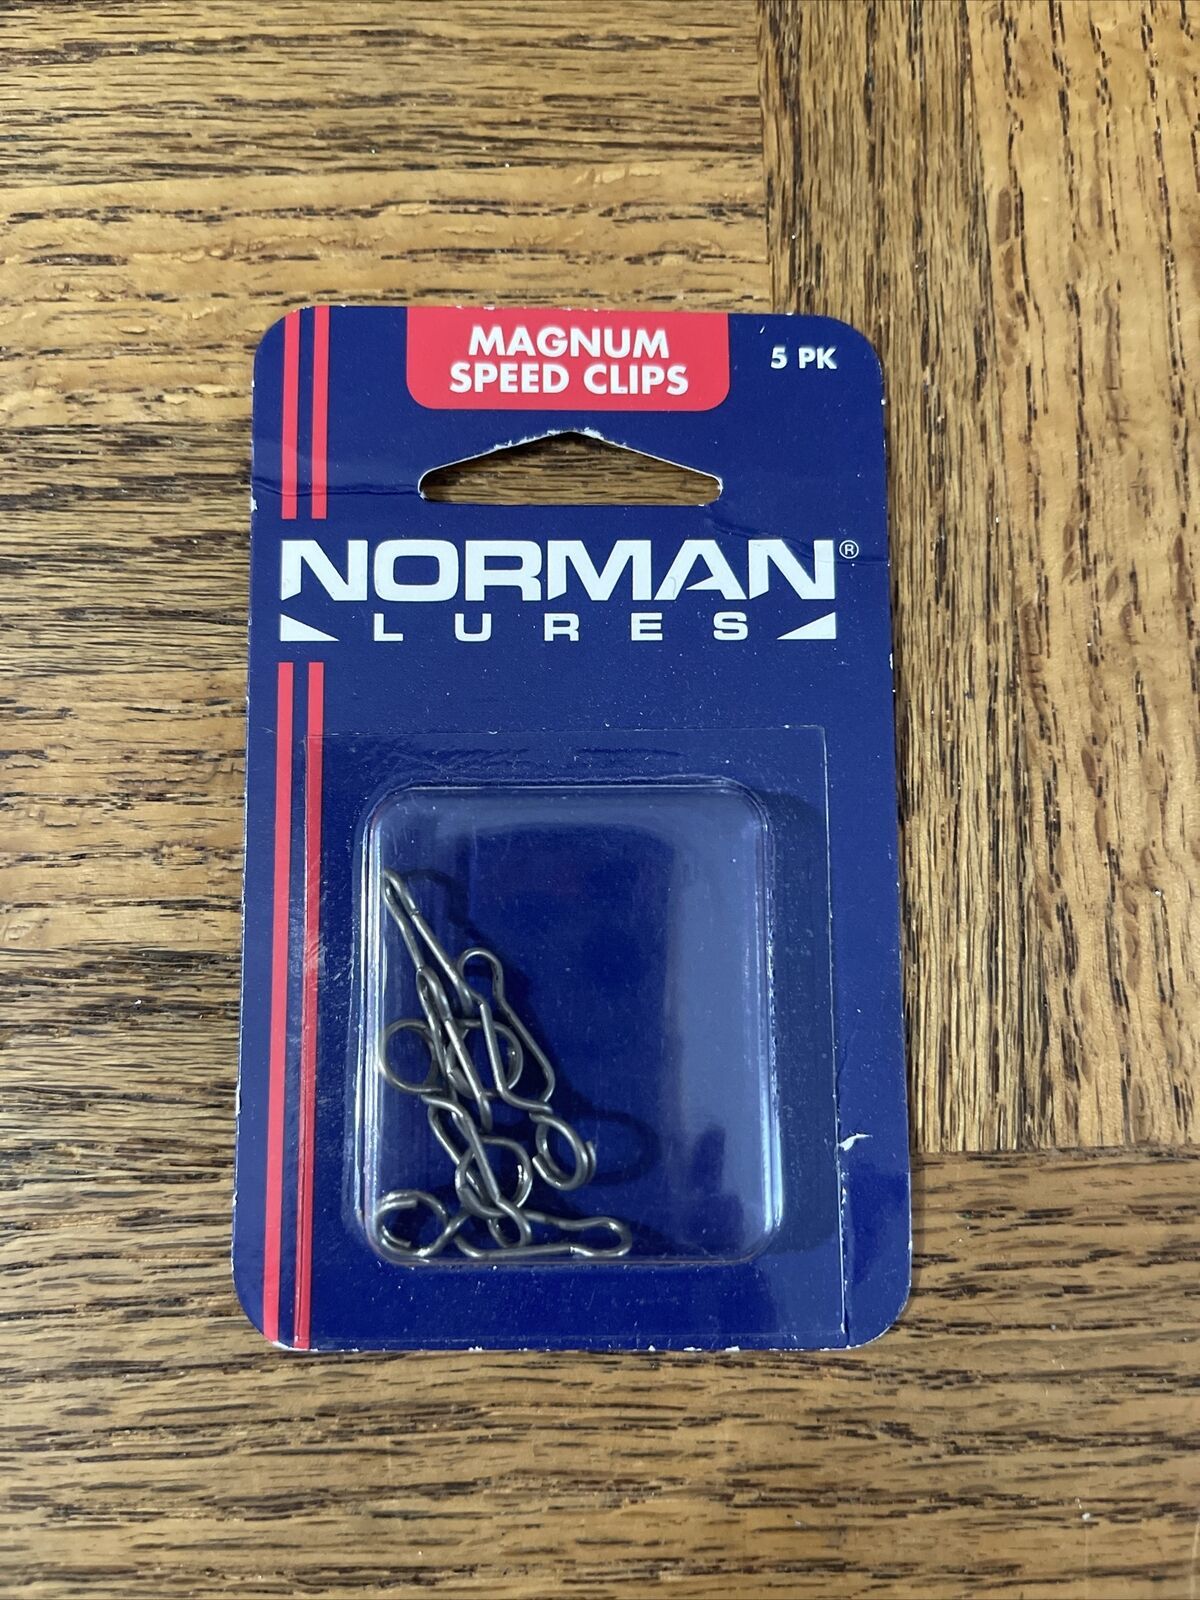 MAGNUM
SPEED CLIPS
5 PK
NORMAN®
LURES